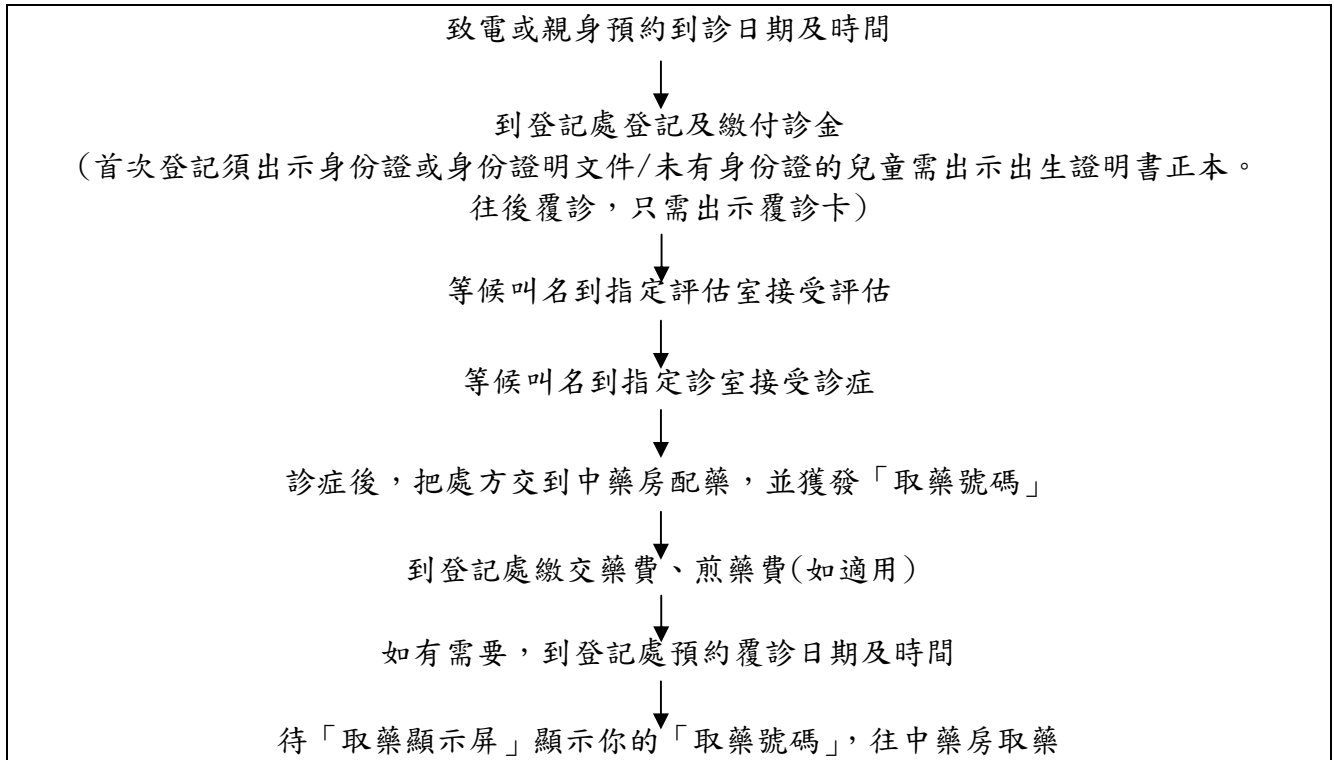 致電或親身預約到診日期及時間
到登記處登記及繳付診金
(首次登記須出示身份證或身份證明文件/未有身份證的兒童需出示出生證明書正本。
往後覆診，只需出示覆診卡)
等候叫名到指定評估室接受評估
等候叫名到指定診室接受診症
診症後，把處方交到中藥房配藥，並獲發「取藥號碼」
到登記處繳交藥費、煎藥費(如適用)
如有需要，到登記處預約覆診日期及時間
待「取藥顯示屏」顯示你的「取藥號碼」，往中藥房取藥